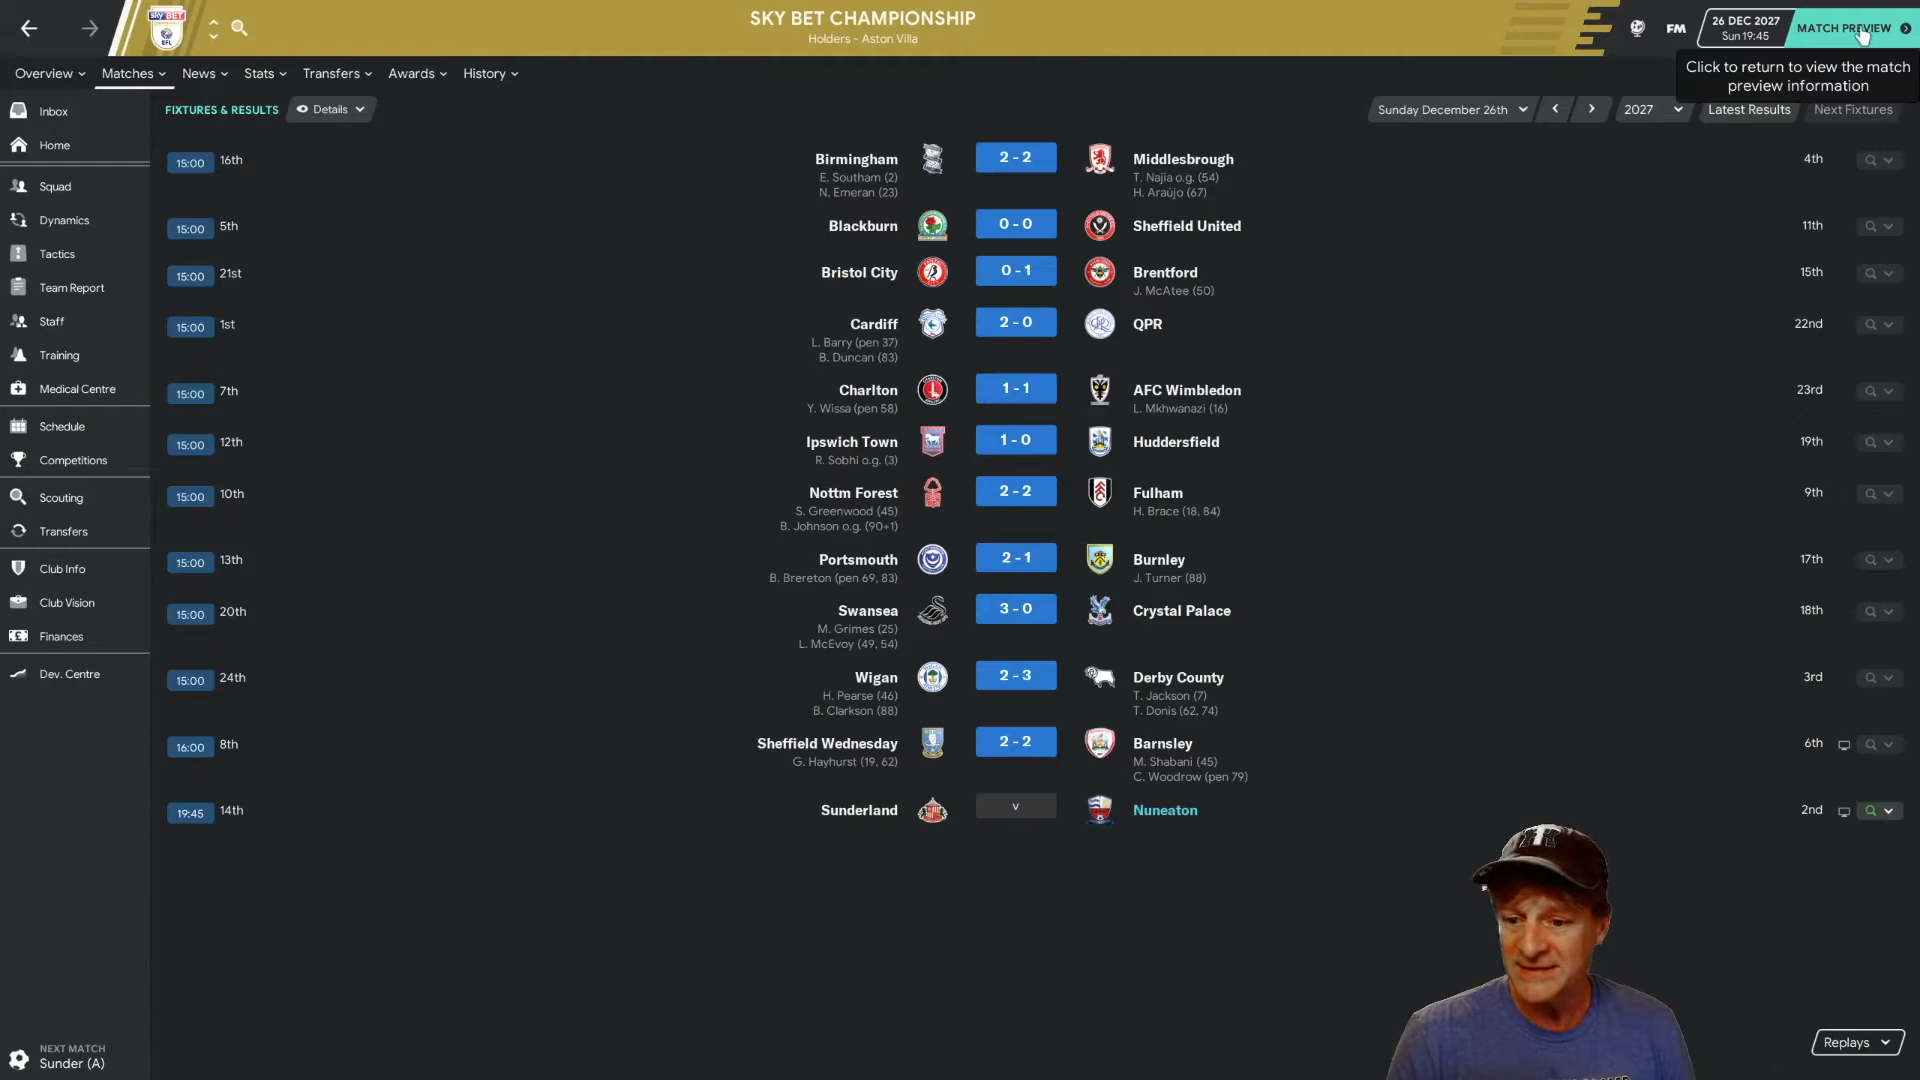 SKY BET CHAMPIONSHIP
Holders - Aston Villa
sky BET
EFL
FM
26 DEC 2027
Sun 19:45
MATCH PREVIEW
Click to return to view the match
preview information
Overview
Matches
News
Stats
Transfers
Awards
History
Inbox
Home
Squad
Dynamics
Tactics
Team Report
Staff
Training
Medical Centre
Schedule
Competitions
Scouting
Transfers
Club Info
Club Vision
Finances
Dev. Centre
NEXT MATCH
Sunder (A)
FIXTURES & RESULTS
Details
Sunday December 26th
2027
Latest Results
Next Fixtures
15:00 16th Birmingham 2 - 2 Middlesbrough 4th
E. Southam (2) T. Najia o.g. (54)
N. Emeran (23) H. Araújo (67)
15:00 5th Blackburn 0 - 0 Sheffield United 11th
15:00 21st Bristol City 0 - 1 Brentford 15th
J. McAtee (50)
15:00 1st Cardiff 2 - 0 QPR 22nd
L. Barry (pen 37)
B. Duncan (83)
15:00 7th Charlton 1 - 1 AFC Wimbledon 23rd
Y. Wissa (pen 58) L. Mkhwanazi (16)
15:00 12th Ipswich Town 1 - 0 Huddersfield 19th
R. Sobhi o.g. (3)
15:00 10th Nottm Forest 2 - 2 Fulham 9th
S. Greenwood (45) H. Brace (18, 84)
B. Johnson o.g. (90+1)
15:00 13th Portsmouth 2 - 1 Burnley 17th
B. Brereton (pen 69, 83) J. Turner (88)
15:00 20th Swansea 3 - 0 Crystal Palace 18th
M. Grimes (25)
L. McEvoy (49, 54)
15:00 24th Wigan 2 - 3 Derby County 3rd
H. Pearse (46) T. Jackson (7)
B. Clarkson (88) T. Donis (62, 74)
16:00 8th Sheffield Wednesday 2 - 2 Barnsley 6th
G. Hayhurst (19, 62) M. Shabani (45)
C. Woodrow (pen 79)
19:45 14th Sunderland v Nuneaton 2nd
Replays